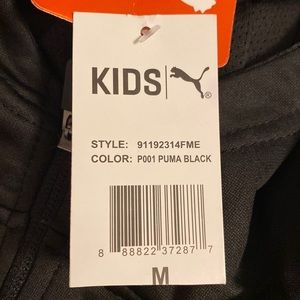 KIDS
STYLE: 91192314FME
COLOR: P001 PUMA BLACK
8 88822 37287 7
M